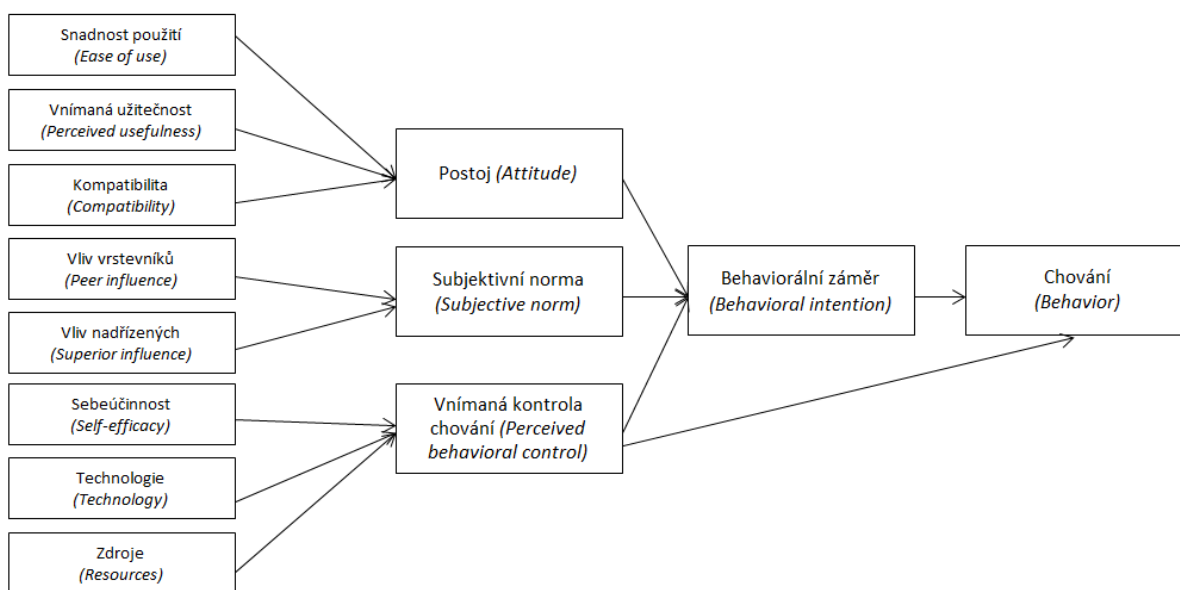 Snadnost použití
(Ease of use)
Vnímaná užitečnost
(Perceived usefulness)
Kompatibilita
(Compatibility)
Vliv vrstevníků
(Peer influence)
Vliv nadřízených
(Superior influence)
Sebeúčinnost
(Self-efficacy)
Technologie
(Technology)
Zdroje
(Resources)
Postoj (Attitude)
Subjektivní norma
(Subjective norm)
Vnímaná kontrola
chování (Perceived
behavioral control)
Behaviorální záměr
(Behavioral intention)
Chování
(Behavior)